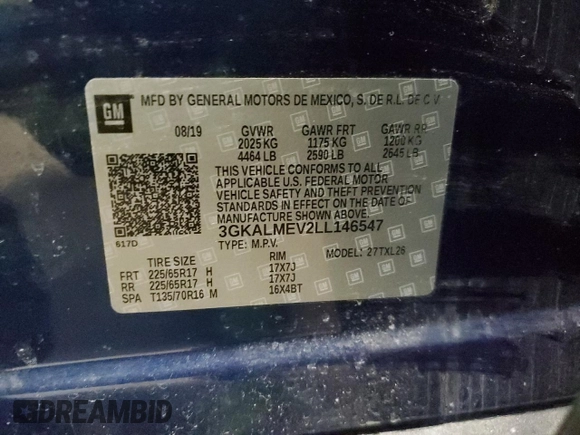 GM
MFD BY GENERAL MOTORS DE MEXICO, S. DE R.L. DE C.V.
08/19 GVWR GAWR FRT GAWR RR
2025 KG 1175 KG 1200 KG
4464 LB 2590 LB 2645 LB
THIS VEHICLE CONFORMS TO ALL
APPLICABLE U.S. FEDERAL MOTOR
VEHICLE SAFETY AND THEFT PREVENTION
STANDARDS IN EFFECT ON THE DATE OF
MANUFACTURE SHOWN ABOVE.
3GKALMEV2LL146547
617D
TYPE: M.P.V. MODEL: 27TXL26
TIRE SIZE RIM
FRT 225/65R17 H 17X7J
RR 225/65R17 H 17X7J
SPA T135/70R16 M 16X4BT
DREAMBID